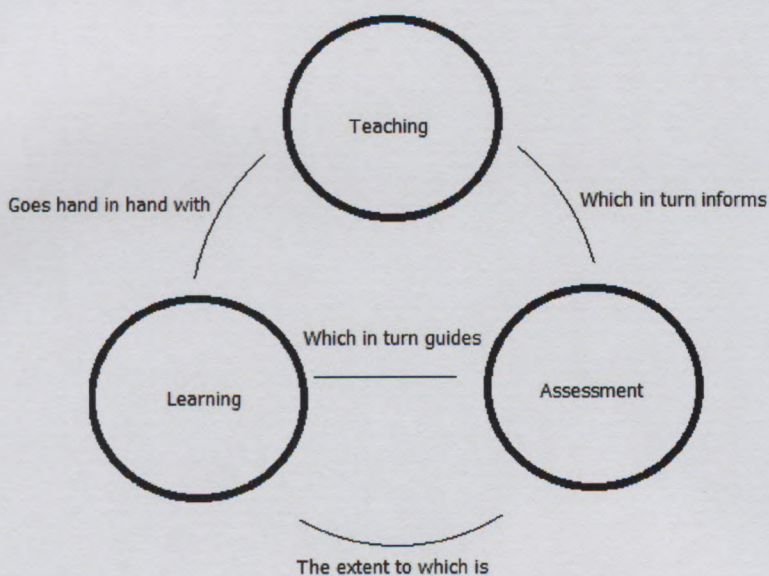 Teaching
Goes hand in hand with
Which in turn informs
Which in turn guides
Learning
Assessment
The extent to which is